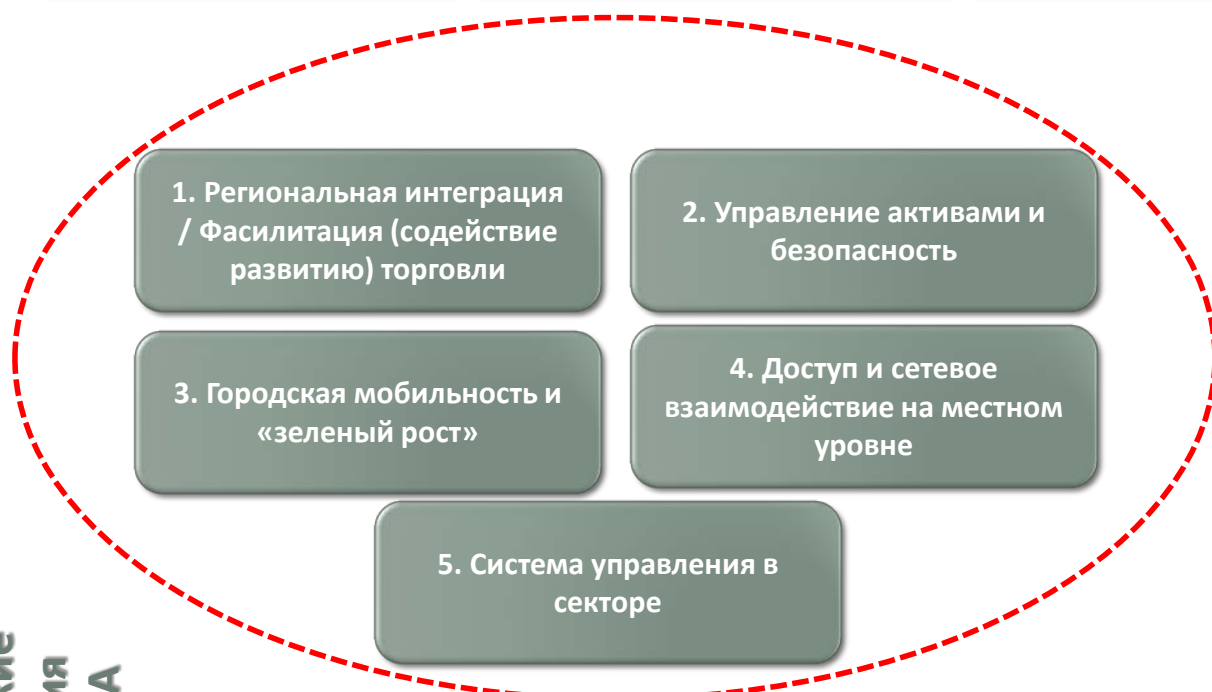 1. Региональная интеграция
/ Фасилитация (содействие
развитию) торговли
2. Управление активами и
безопасность
3. Городская мобильность и
«зеленый рост»
4. Доступ и сетевое
взаимодействие на местном
уровне
5. Система управления в
секторе